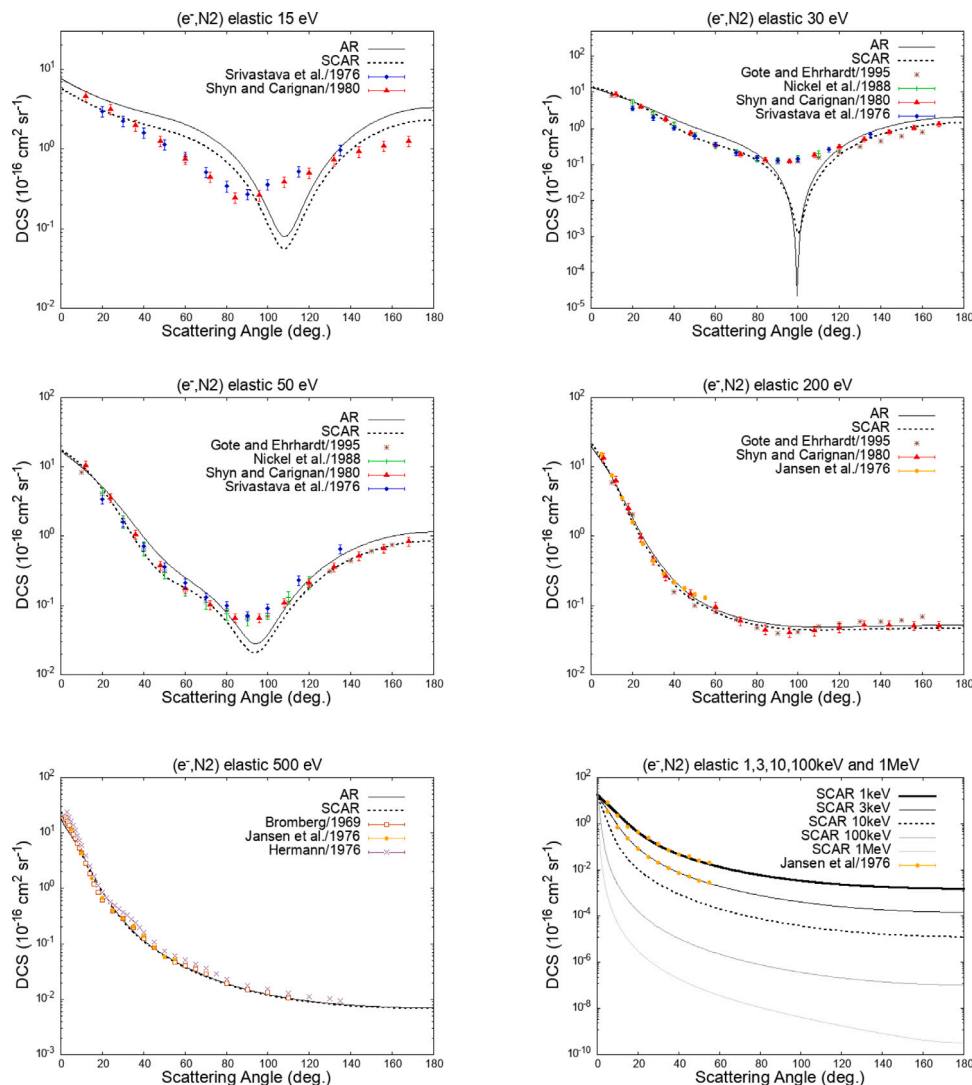 (e⁻,N2) elastic 15 eV
AR
SCAR
Srivastava et al./1976
Shyn and Carignan/1980
DCS (10⁻¹⁶ cm² sr⁻¹)
10¹
10⁰
10⁻¹
10⁻²
0 20 40 60 80 100 120 140 160 180
Scattering Angle (deg.)
(e⁻,N2) elastic 30 eV
AR
SCAR
Gote and Ehrhardt/1995
Nickel et al./1988
Shyn and Carignan/1980
Srivastava et al./1976
DCS (10⁻¹⁶ cm² sr⁻¹)
10²
10¹
10⁰
10⁻¹
10⁻²
10⁻³
10⁻⁴
10⁻⁵
0 20 40 60 80 100 120 140 160 180
Scattering Angle (deg.)
(e⁻,N2) elastic 50 eV
AR
SCAR
Gote and Ehrhardt/1995
Nickel et al./1988
Shyn and Carignan/1980
Srivastava et al./1976
DCS (10⁻¹⁶ cm² sr⁻¹)
10²
10¹
10⁰
10⁻¹
10⁻²
0 20 40 60 80 100 120 140 160 180
Scattering Angle (deg.)
(e⁻,N2) elastic 200 eV
AR
SCAR
Gote and Ehrhardt/1995
Shyn and Carignan/1980
Jansen et al./1976
DCS (10⁻¹⁶ cm² sr⁻¹)
10²
10¹
10⁰
10⁻¹
10⁻²
0 20 40 60 80 100 120 140 160 180
Scattering Angle (deg.)
(e⁻,N2) elastic 500 eV
AR
SCAR
Bromberg/1969
Jansen et al./1976
Hermann/1976
DCS (10⁻¹⁶ cm² sr⁻¹)
10²
10¹
10⁰
10⁻¹
10⁻²
10⁻³
0 20 40 60 80 100 120 140 160 180
Scattering Angle (deg.)
(e⁻,N2) elastic 1,3,10,100keV and 1MeV
SCAR 1keV
SCAR 3keV
SCAR 10keV
SCAR 100keV
SCAR 1MeV
Jansen et al/1976
DCS (10⁻¹⁶ cm² sr⁻¹)
10²
10⁰
10⁻²
10⁻⁴
10⁻⁶
10⁻⁸
10⁻¹⁰
0 20 40 60 80 100 120 140 160 180
Scattering Angle (deg.)